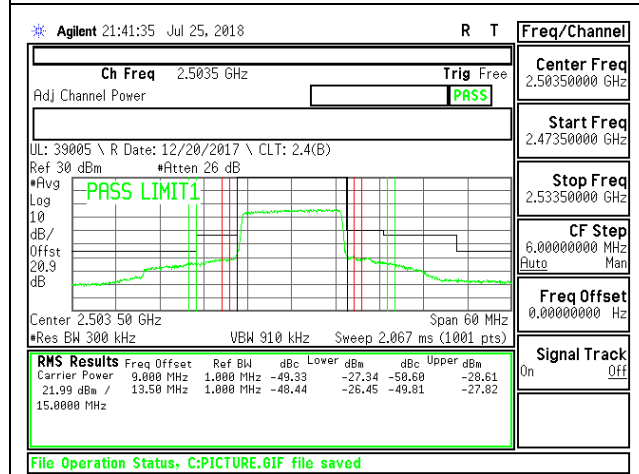 Agilent 21:41:35 Jul 25, 2018 R T
Freq/Channel
Ch Freq 2.5035 GHz Trig Free
Adj Channel Power PASS
UL: 39005 \ R Date: 12/20/2017 \ CLT: 2.4(B)
Ref 30 dBm #Atten 26 dB
#Avg
Log
10
dB/
Offst
20.9
dB
PASS LIMIT1
Center 2.503 50 GHz Span 60 MHz
#Res BW 300 kHz VBW 910 kHz Sweep 2.067 ms (1001 pts)
RMS Results Freq Offset Ref BW dBc Lower dBm dBc Upper dBm
Carrier Power 9.000 MHz 1.000 MHz -49.33 -27.34 -50.60 -28.61
21.99 dBm / 13.50 MHz 1.000 MHz -48.44 -26.45 -49.81 -27.82
15.0000 MHz
File Operation Status, C:PICTURE.GIF file saved
Center Freq
2.50350000 GHz
Start Freq
2.47350000 GHz
Stop Freq
2.53350000 GHz
CF Step
6.00000000 MHz
Auto Man
Freq Offset
0.00000000 Hz
Signal Track
On Off